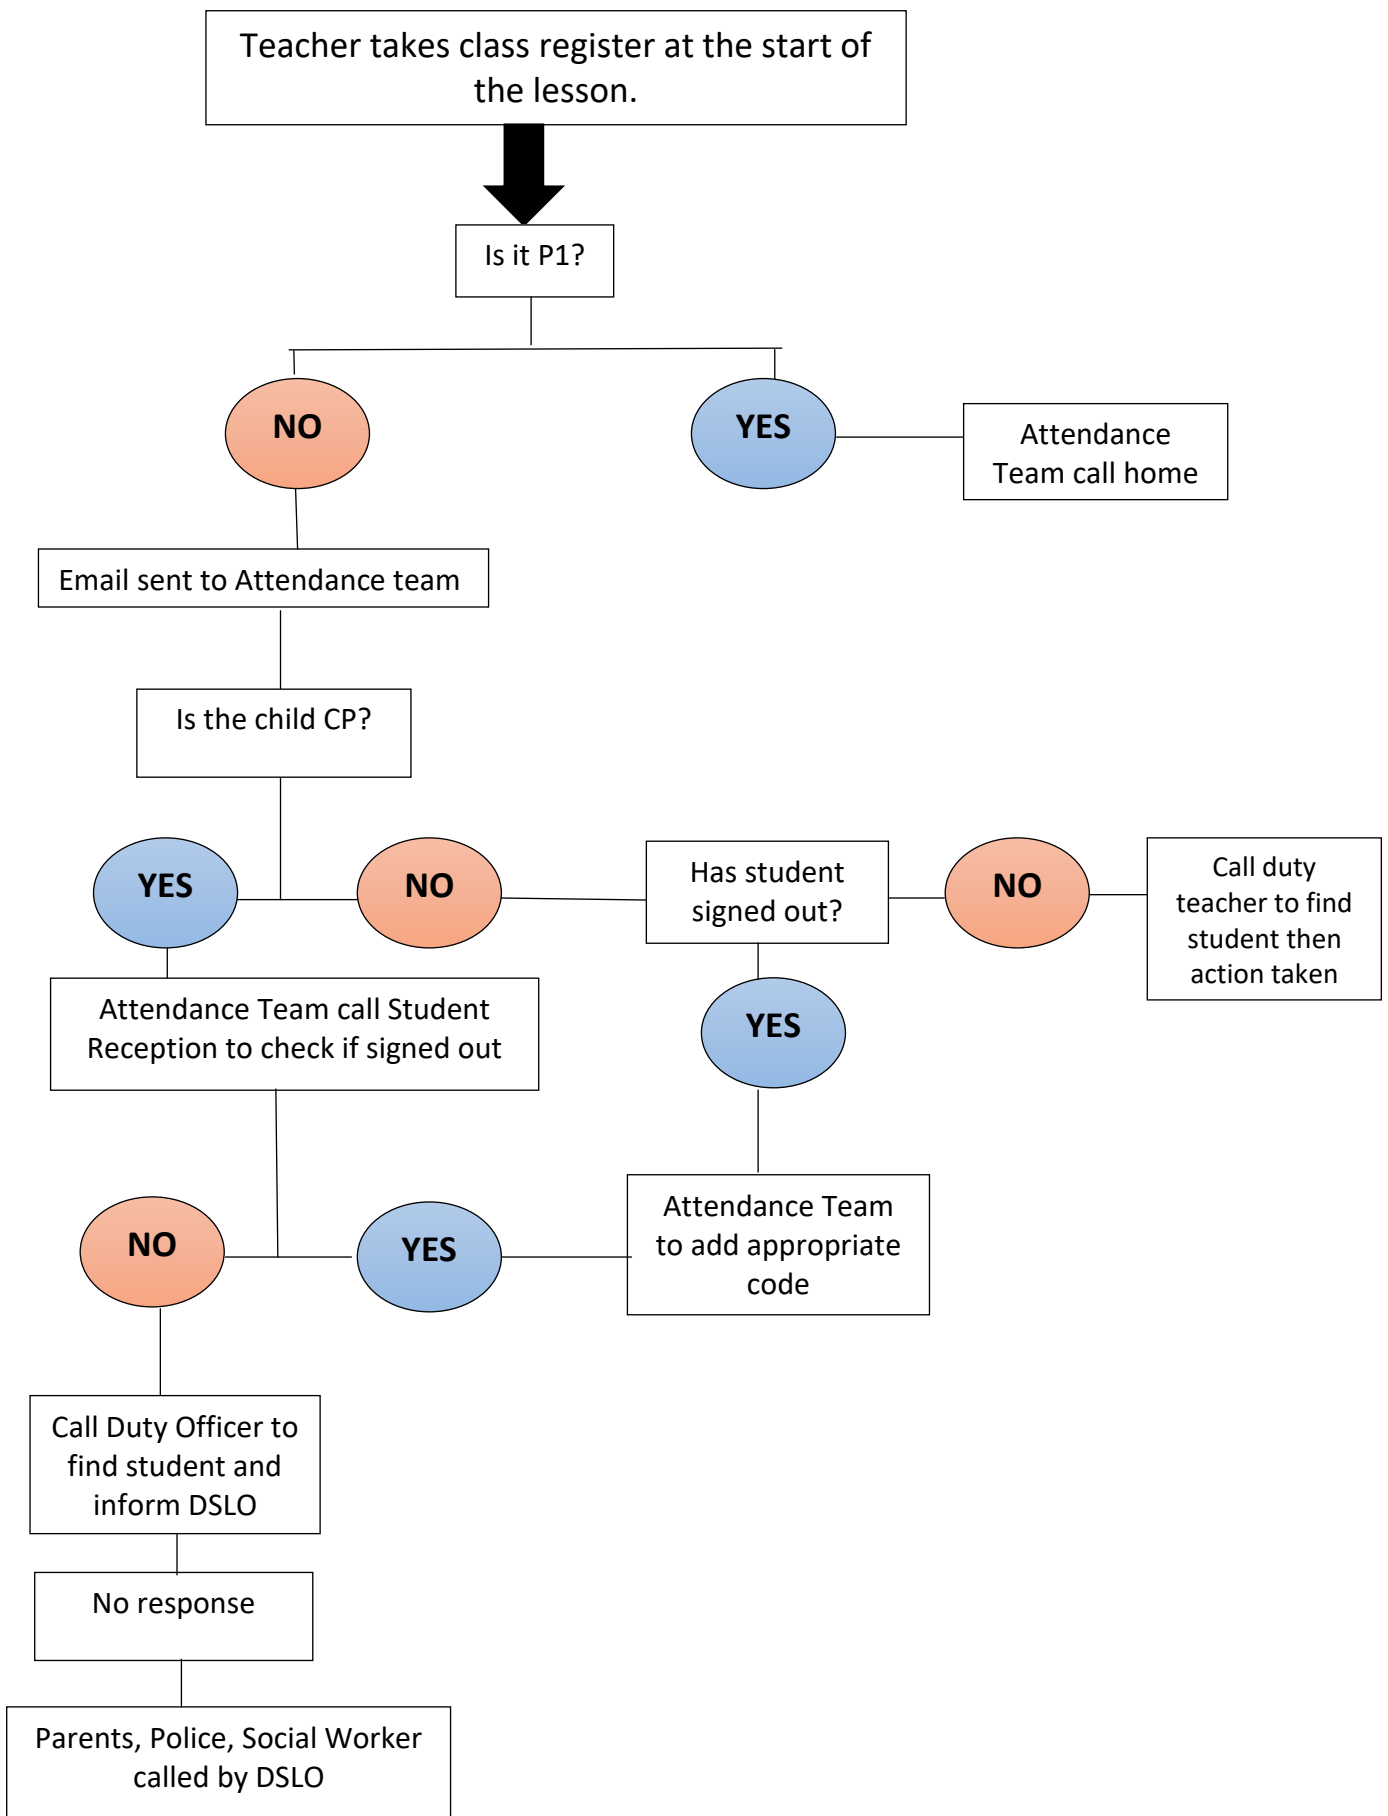 Teacher takes class register at the start of
the lesson.
Is it P1?
NO
YES
Attendance
Team call home
Email sent to Attendance team
Is the child CP?
YES
NO
Has student
signed out?
NO
Call duty
teacher to find
student then
action taken
Attendance Team call Student
Reception to check if signed out
YES
NO
YES
Attendance Team
to add appropriate
code
Call Duty Officer to
find student and
inform DSLO
No response
Parents, Police, Social Worker
called by DSLO